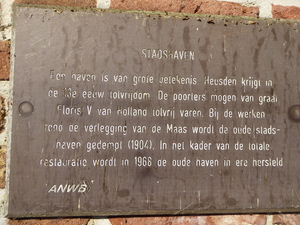 STADSHAVEN
Een haven is van grote betekenis. Heusden krijgt in
de 13e eeuw tolvrijdom. De poorters mogen van graaf
Floris V van Holland tolvrij varen. Bij de werken
rond de verlegging van de Maas wordt de oude stads-
haven gedempt (1904). In het kader van de totale
restauratie wordt in 1966 de oude haven in ere hersteld
ANWB